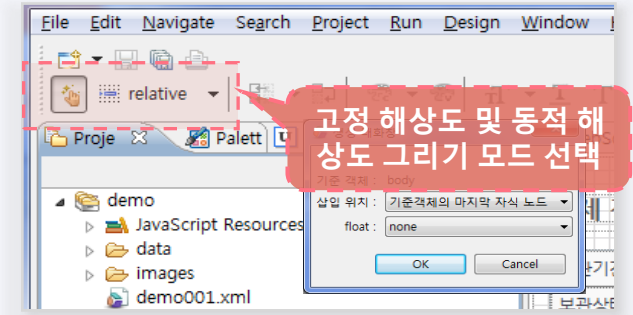 File Edit Navigate Search Project Run Design Window
relative
고정 해상도 및 동적 해
상도 그리기 모드 선택
Proje Palett
기준 객체 : body
삽입 위치 : 기준객체의 마지막 자식 노드
float : none
OK Cancel
demo
JavaScript Resources
data
images
demo001.xml